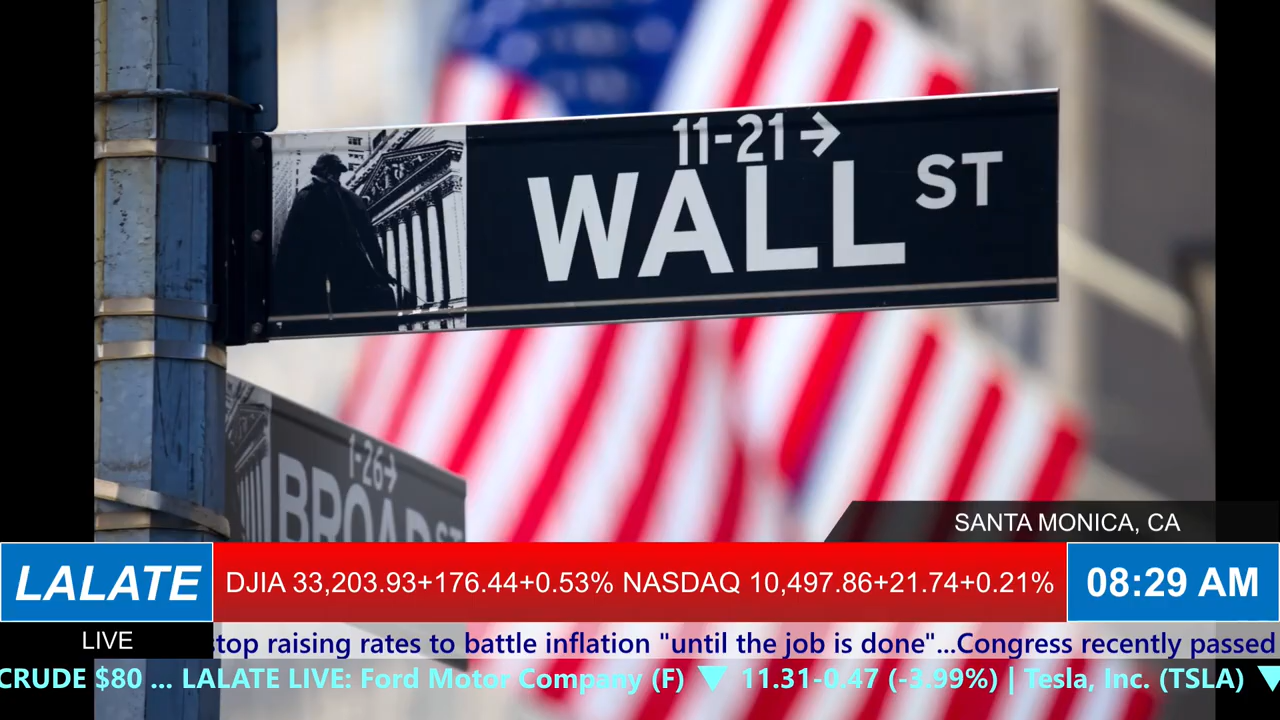 11-21→
WALL ST
1-26→
BROAD ST
SANTA MONICA, CA
LALATE
DJIA 33,203.93+176.44+0.53% NASDAQ 10,497.86+21.74+0.21%
08:29 AM
LIVE
stop raising rates to battle inflation "until the job is done"...Congress recently passed
CRUDE $80 ... LALATE LIVE: Ford Motor Company (F) ▼ 11.31-0.47 (-3.99%) | Tesla, Inc. (TSLA) ▼